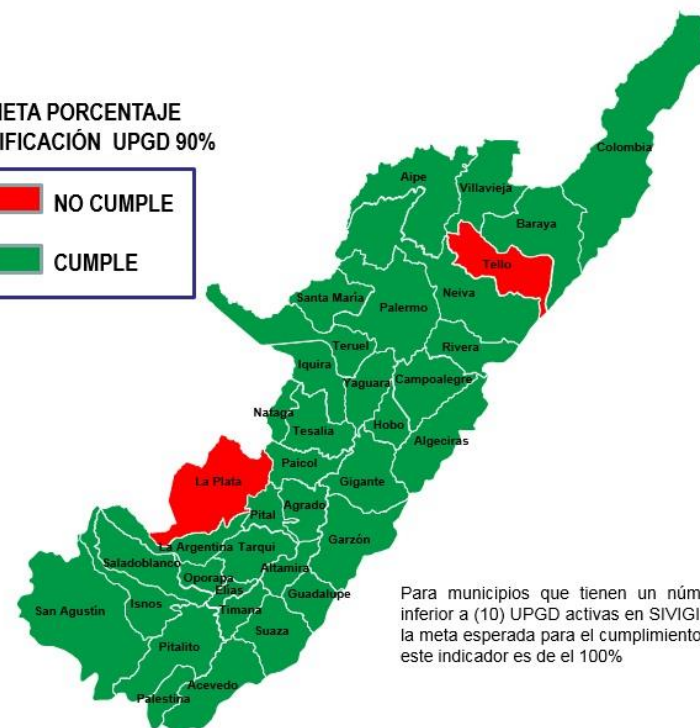 META PORCENTAJE
IFICACIÓN UPGD 90%
NO CUMPLE
CUMPLE
Colombia
Aipe
Villavieja
Baraya
Tello
Neiva
Santa María
Palermo
Teruel
Rivera
Iquira
Yaguara
Campoalegre
Nataga
Hobo
Tesalia
Algeciras
Paicol
La Plata
Gigante
Agrado
Pital
Garzón
La Argentina
Tarqui
Saladoblanco
Altamira
Oporapa
Elias
Guadalupe
Isnos
San Agustín
Timana
Suaza
Pitalito
Acevedo
Palestina
Para municipios que tienen un núm
inferior a (10) UPGD activas en SIVIGI
la meta esperada para el cumplimiento
este indicador es de el 100%